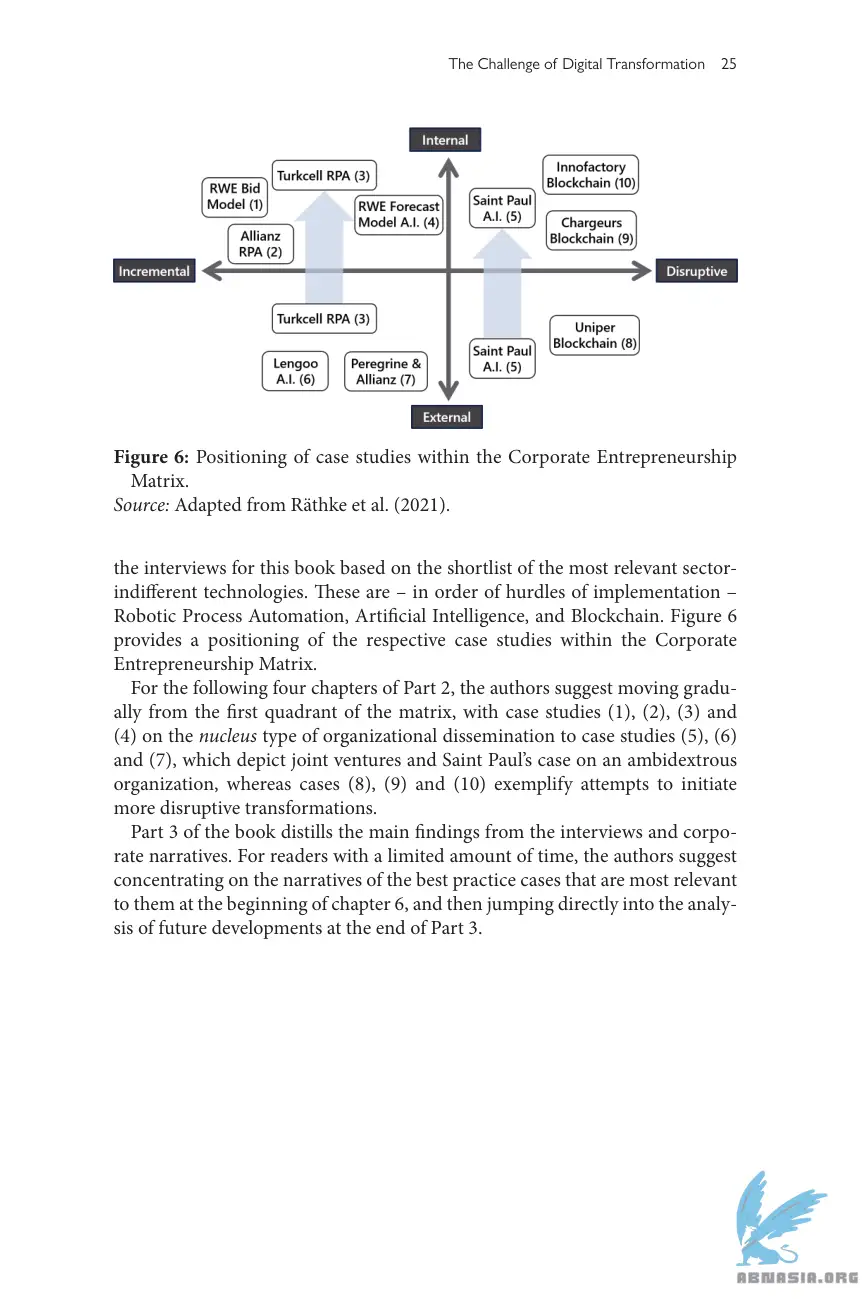 The Challenge of Digital Transformation 25
Internal
Turkcell RPA (3)
RWE Bid
Model (1)
RWE Forecast
Model A.I. (4)
Allianz
RPA (2)
Saint Paul
A.I. (5)
Innofactory
Blockchain (10)
Chargeurs
Blockchain (9)
Incremental
Disruptive
Turkcell RPA (3)
Lengoo
A.I. (6)
Peregrine &
Allianz (7)
Saint Paul
A.I. (5)
Uniper
Blockchain (8)
External
Figure 6: Positioning of case studies within the Corporate Entrepreneurship
Matrix.
Source: Adapted from Räthke et al. (2021).
the interviews for this book based on the shortlist of the most relevant sector-
indifferent technologies. These are – in order of hurdles of implementation –
Robotic Process Automation, Artificial Intelligence, and Blockchain. Figure 6
provides a positioning of the respective case studies within the Corporate
Entrepreneurship Matrix.
For the following four chapters of Part 2, the authors suggest moving gradu-
ally from the first quadrant of the matrix, with case studies (1), (2), (3) and
(4) on the nucleus type of organizational dissemination to case studies (5), (6)
and (7), which depict joint ventures and Saint Paul’s case on an ambidextrous
organization, whereas cases (8), (9) and (10) exemplify attempts to initiate
more disruptive transformations.
Part 3 of the book distills the main findings from the interviews and corpo-
rate narratives. For readers with a limited amount of time, the authors suggest
concentrating on the narratives of the best practice cases that are most relevant
to them at the beginning of chapter 6, and then jumping directly into the analy-
sis of future developments at the end of Part 3.
ABNASIA.ORG